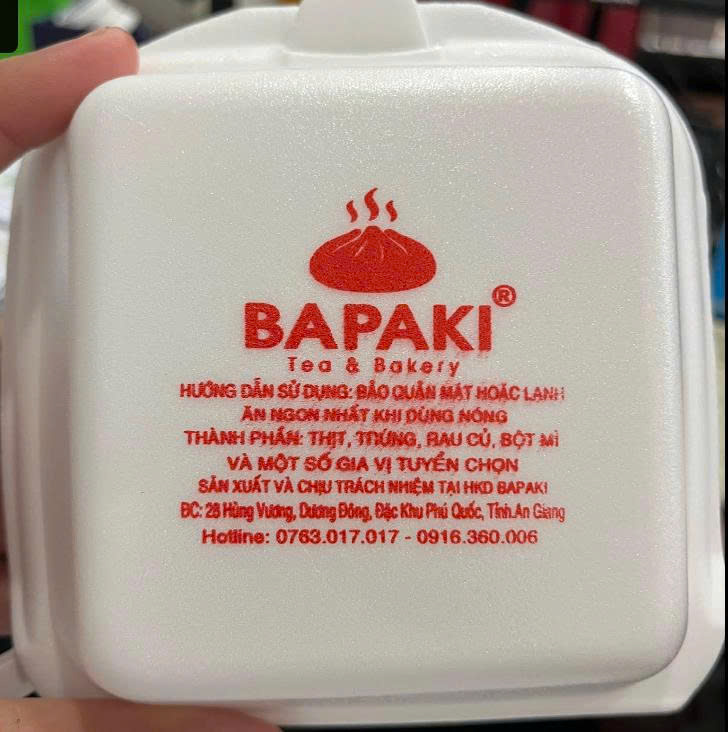 BAPAKI®
Tea & Bakery
HƯỚNG DẪN SỬ DỤNG: BẢO QUẢN MÁT HOẶC LẠNH
ĂN NGON NHẤT KHI DÙNG NÓNG
THÀNH PHẦN: THỊT, TRỨNG, RAU CỦ, BỘT MÌ
VÀ MỘT SỐ GIA VỊ TUYỂN CHỌN
SẢN XUẤT VÀ CHỊU TRÁCH NHIỆM TẠI HKD BAPAKI
ĐC: 28 Hùng Vương, Dương Đông, Đặc Khu Phú Quốc, Tỉnh.An Giang
Hotline: 0763.017.017 - 0916.360.006